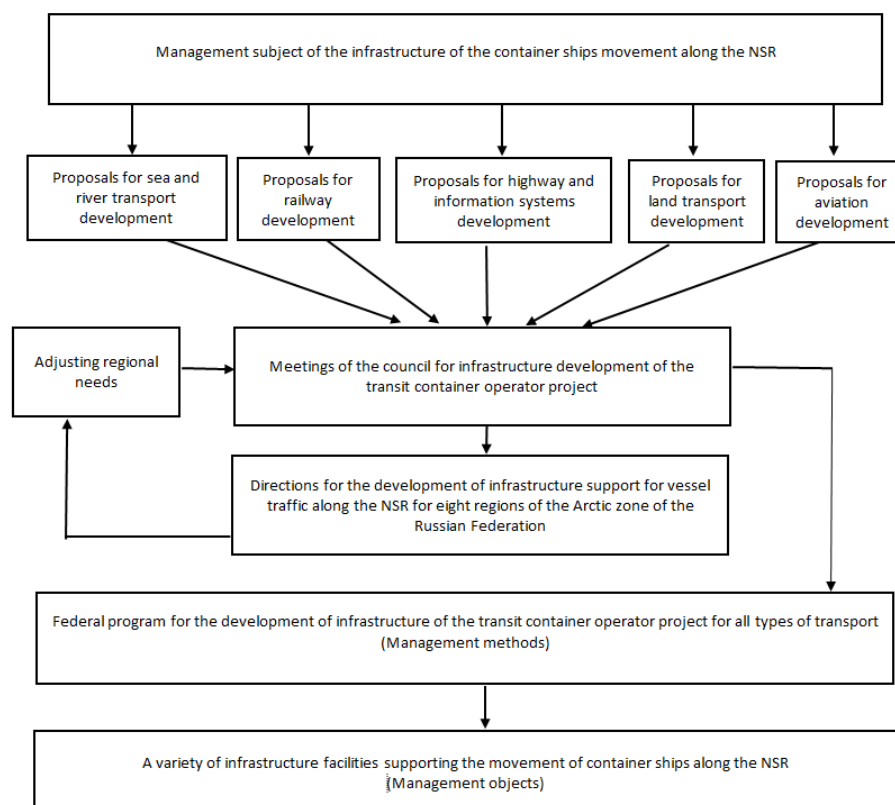 Management subject of the infrastructure of the container ships movement along the NSR
Proposals for sea and
river transport
development
Proposals for
railway
development
Proposals for highway and
information systems
development
Proposals for
land transport
development
Proposals for
aviation
development
Adjusting regional
needs
Meetings of the council for infrastructure development of the
transit container operator project
Directions for the development of infrastructure support for vessel
traffic along the NSR for eight regions of the Arctic zone of the
Russian Federation
Federal program for the development of infrastructure of the transit container operator project for all types of transport
(Management methods)
A variety of infrastructure facilities supporting the movement of container ships along the NSR
(Management objects)